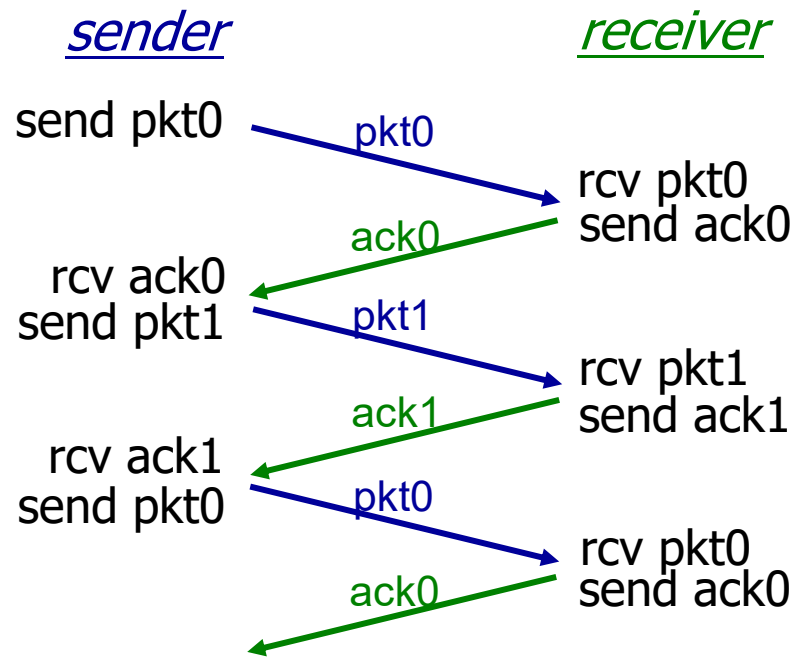 sender
receiver
send pkt0
pkt0
rcv pkt0
send ack0
ack0
rcv ack0
send pkt1
pkt1
rcv pkt1
send ack1
ack1
rcv ack1
send pkt0
pkt0
rcv pkt0
send ack0
ack0